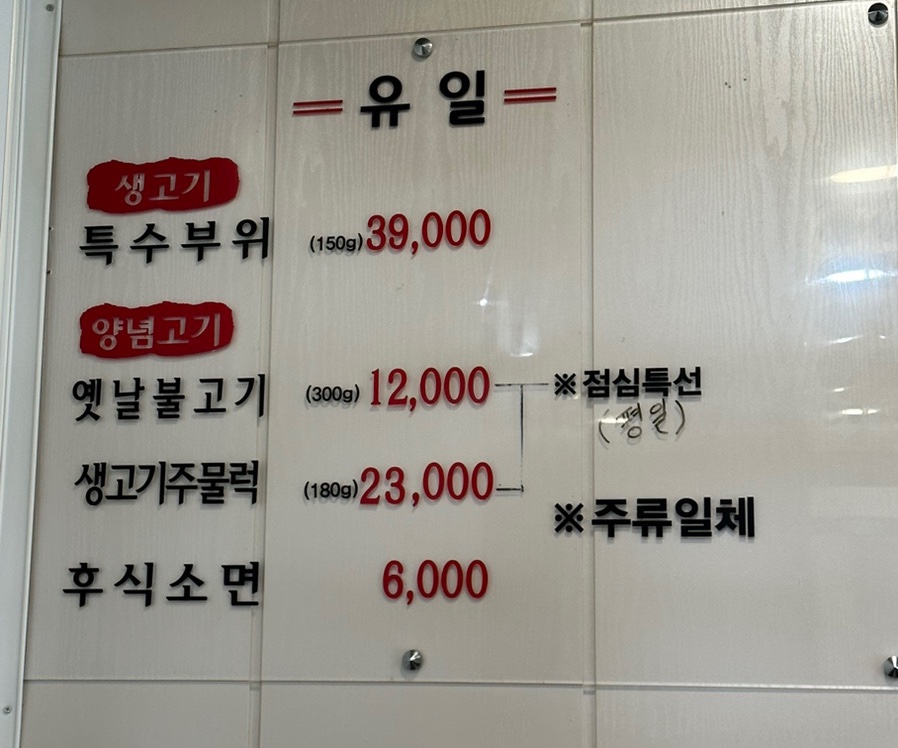 유일
생고기
특수부위 (150g) 39,000
양념고기
옛날불고기 (300g) 12,000 ※점심특선
(평일)
생고기주물럭 (180g) 23,000
※주류일체
후식소면 6,000